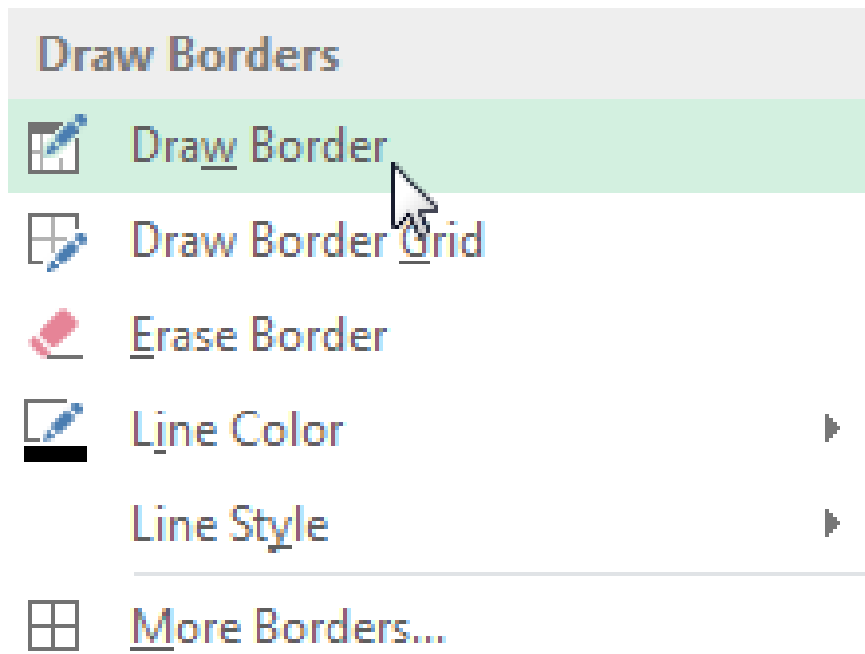 Draw Borders
Draw Border
Draw Border Grid
Erase Border
Line Color
Line Style
More Borders...